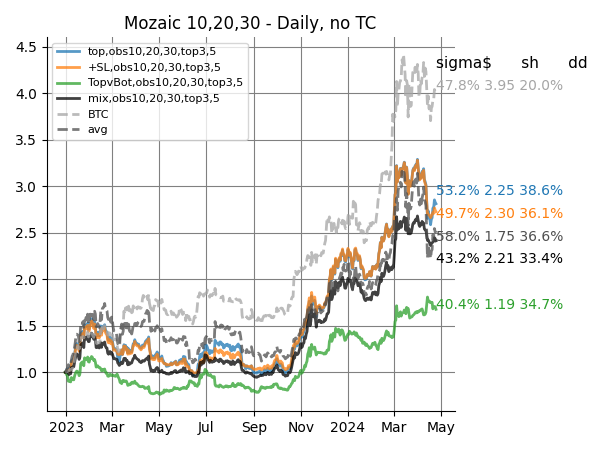 Mozaic 10,20,30 - Daily, no TC
top,obs10,20,30,top3,5
+SL,obs10,20,30,top3,5
TopvBot,obs10,20,30,top3,5
mix,obs10,20,30,top3,5
BTC
avg
sigma$ sh dd
47.8% 3.95 20.0%
53.2% 2.25 38.6%
49.7% 2.30 36.1%
58.0% 1.75 36.6%
43.2% 2.21 33.4%
40.4% 1.19 34.7%
4.5
4.0
3.5
3.0
2.5
2.0
1.5
1.0
2023 Mar May Jul Sep Nov 2024 Mar May